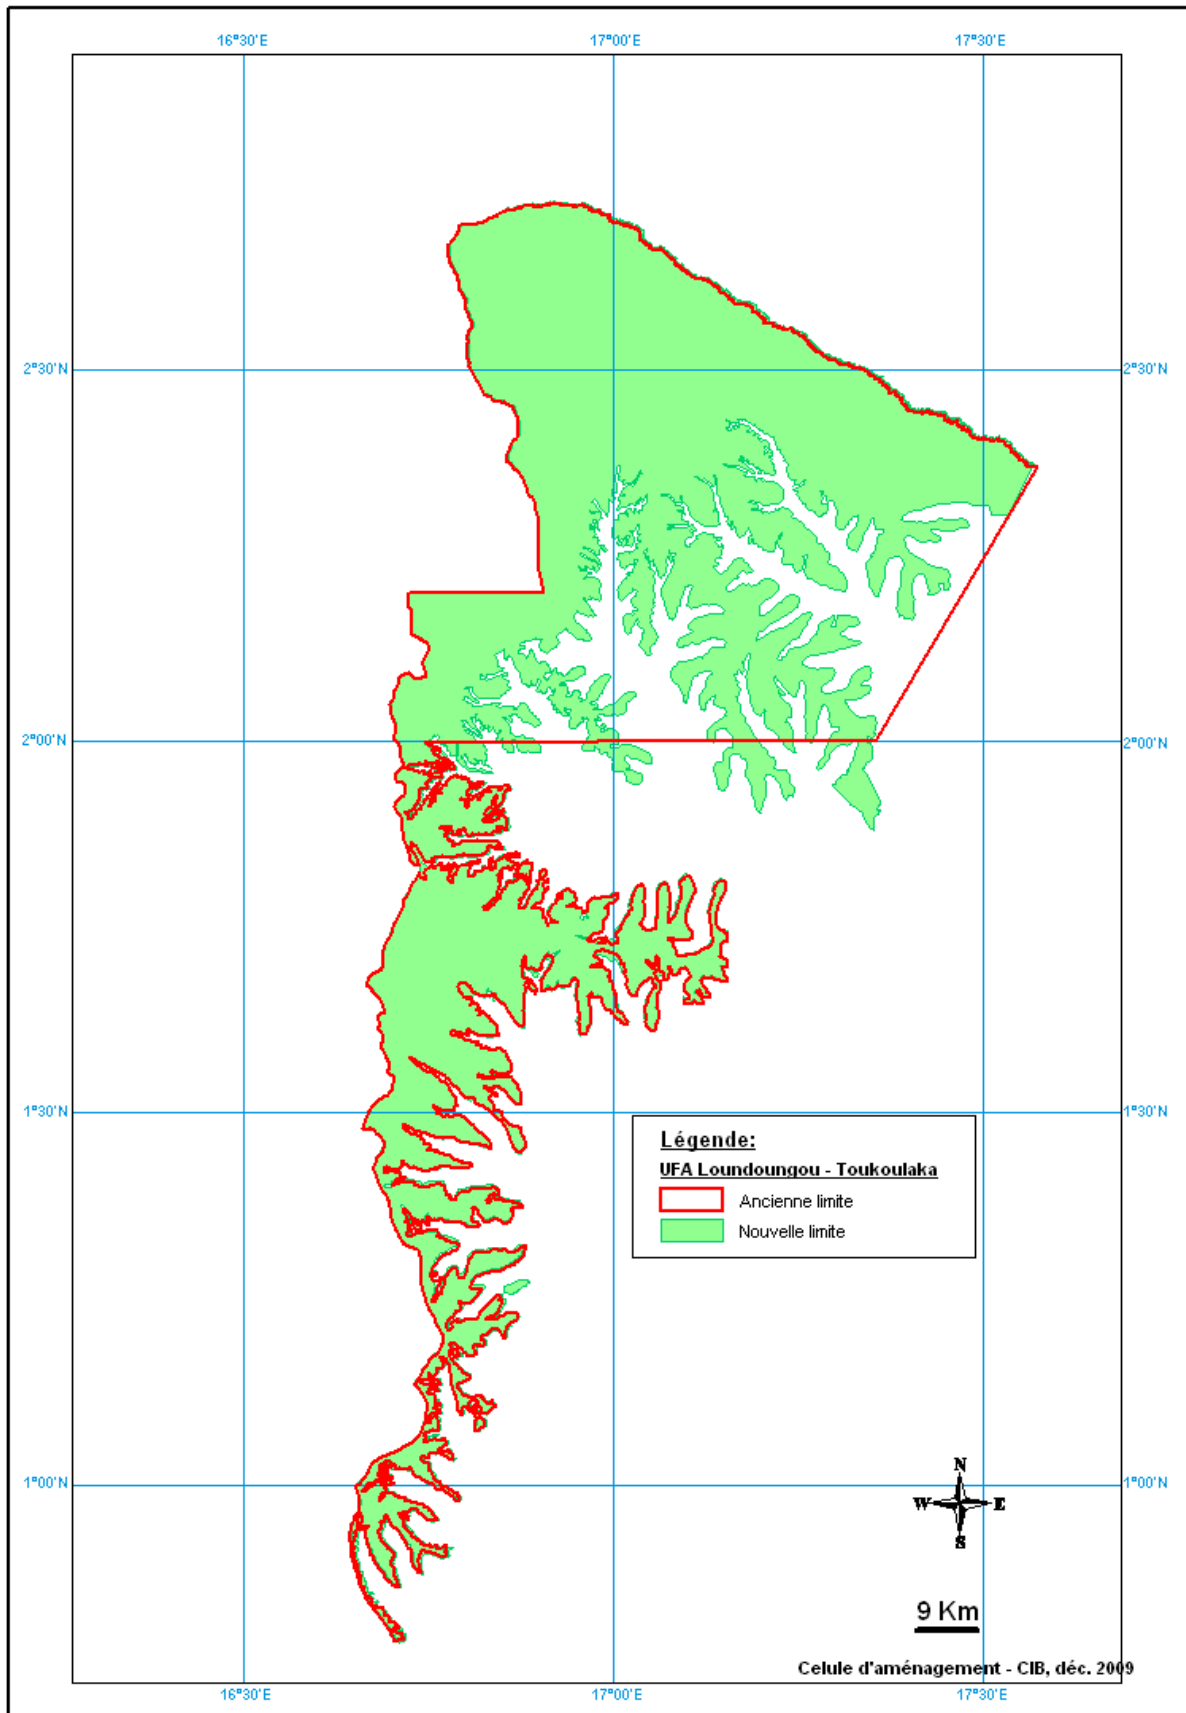 16°30'E 17°00'E 17°30'E
2°30'N 2°30'N
2°00'N 2°00'N
1°30'N 1°30'N
Légende:
UFA Loundoungou - Toukoulaka
Ancienne limite
Nouvelle limite
N
1°00'N 1°00'N
W E
S
9 Km
Celule d'aménagement - CIB, déc. 2009
16°30'E 17°00'E 17°30'E